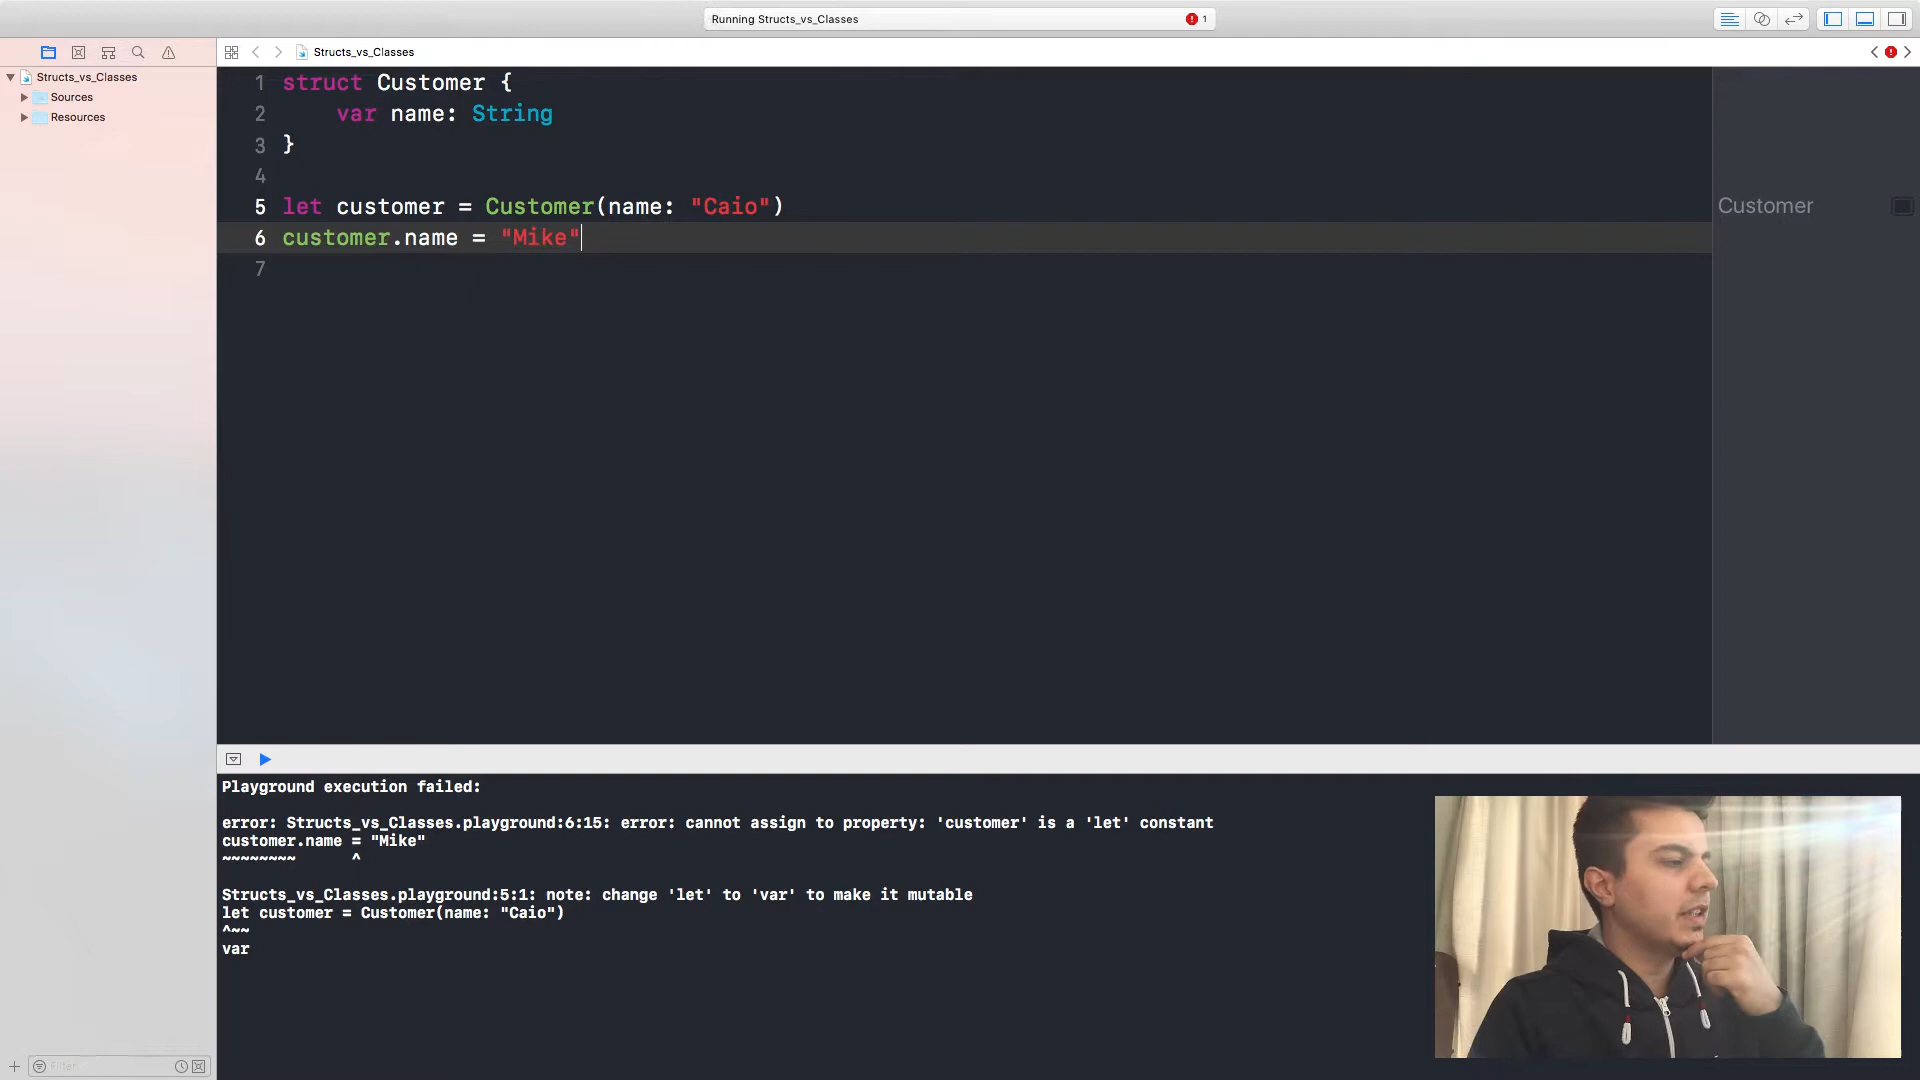 Running Structs_vs_Classes
1
Structs_vs_Classes
Structs_vs_Classes
Sources
Resources
1 struct Customer {
2 var name: String
3 }
4
5 let customer = Customer(name: "Caio")
6 customer.name = "Mike"
7
Customer
Playground execution failed:
error: Structs_vs_Classes.playground:6:15: error: cannot assign to property: 'customer' is a 'let' constant
customer.name = "Mike"
~~~~~~~~ ^
Structs_vs_Classes.playground:5:1: note: change 'let' to 'var' to make it mutable
let customer = Customer(name: "Caio")
^~~
var
Filter